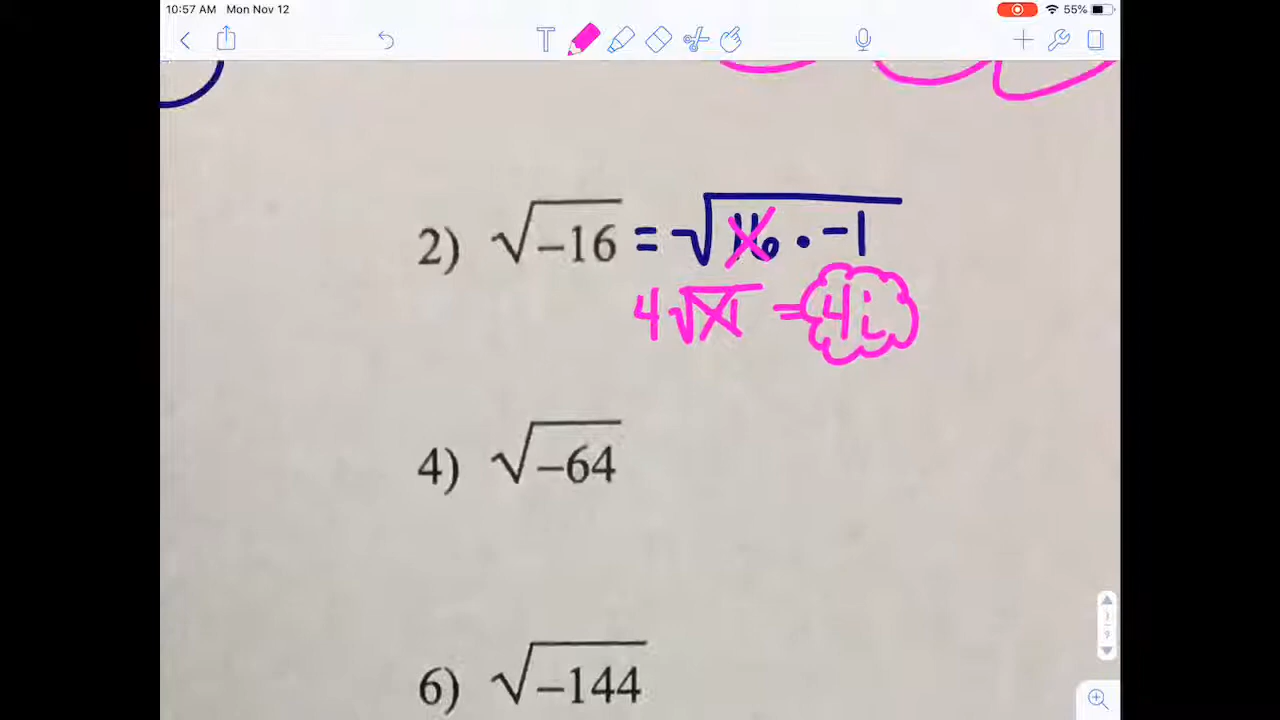 10:57 AM Mon Nov 12 55%
2) √-16 = √16 · -1
4√-1 = 4i
4) √-64
6) √-144